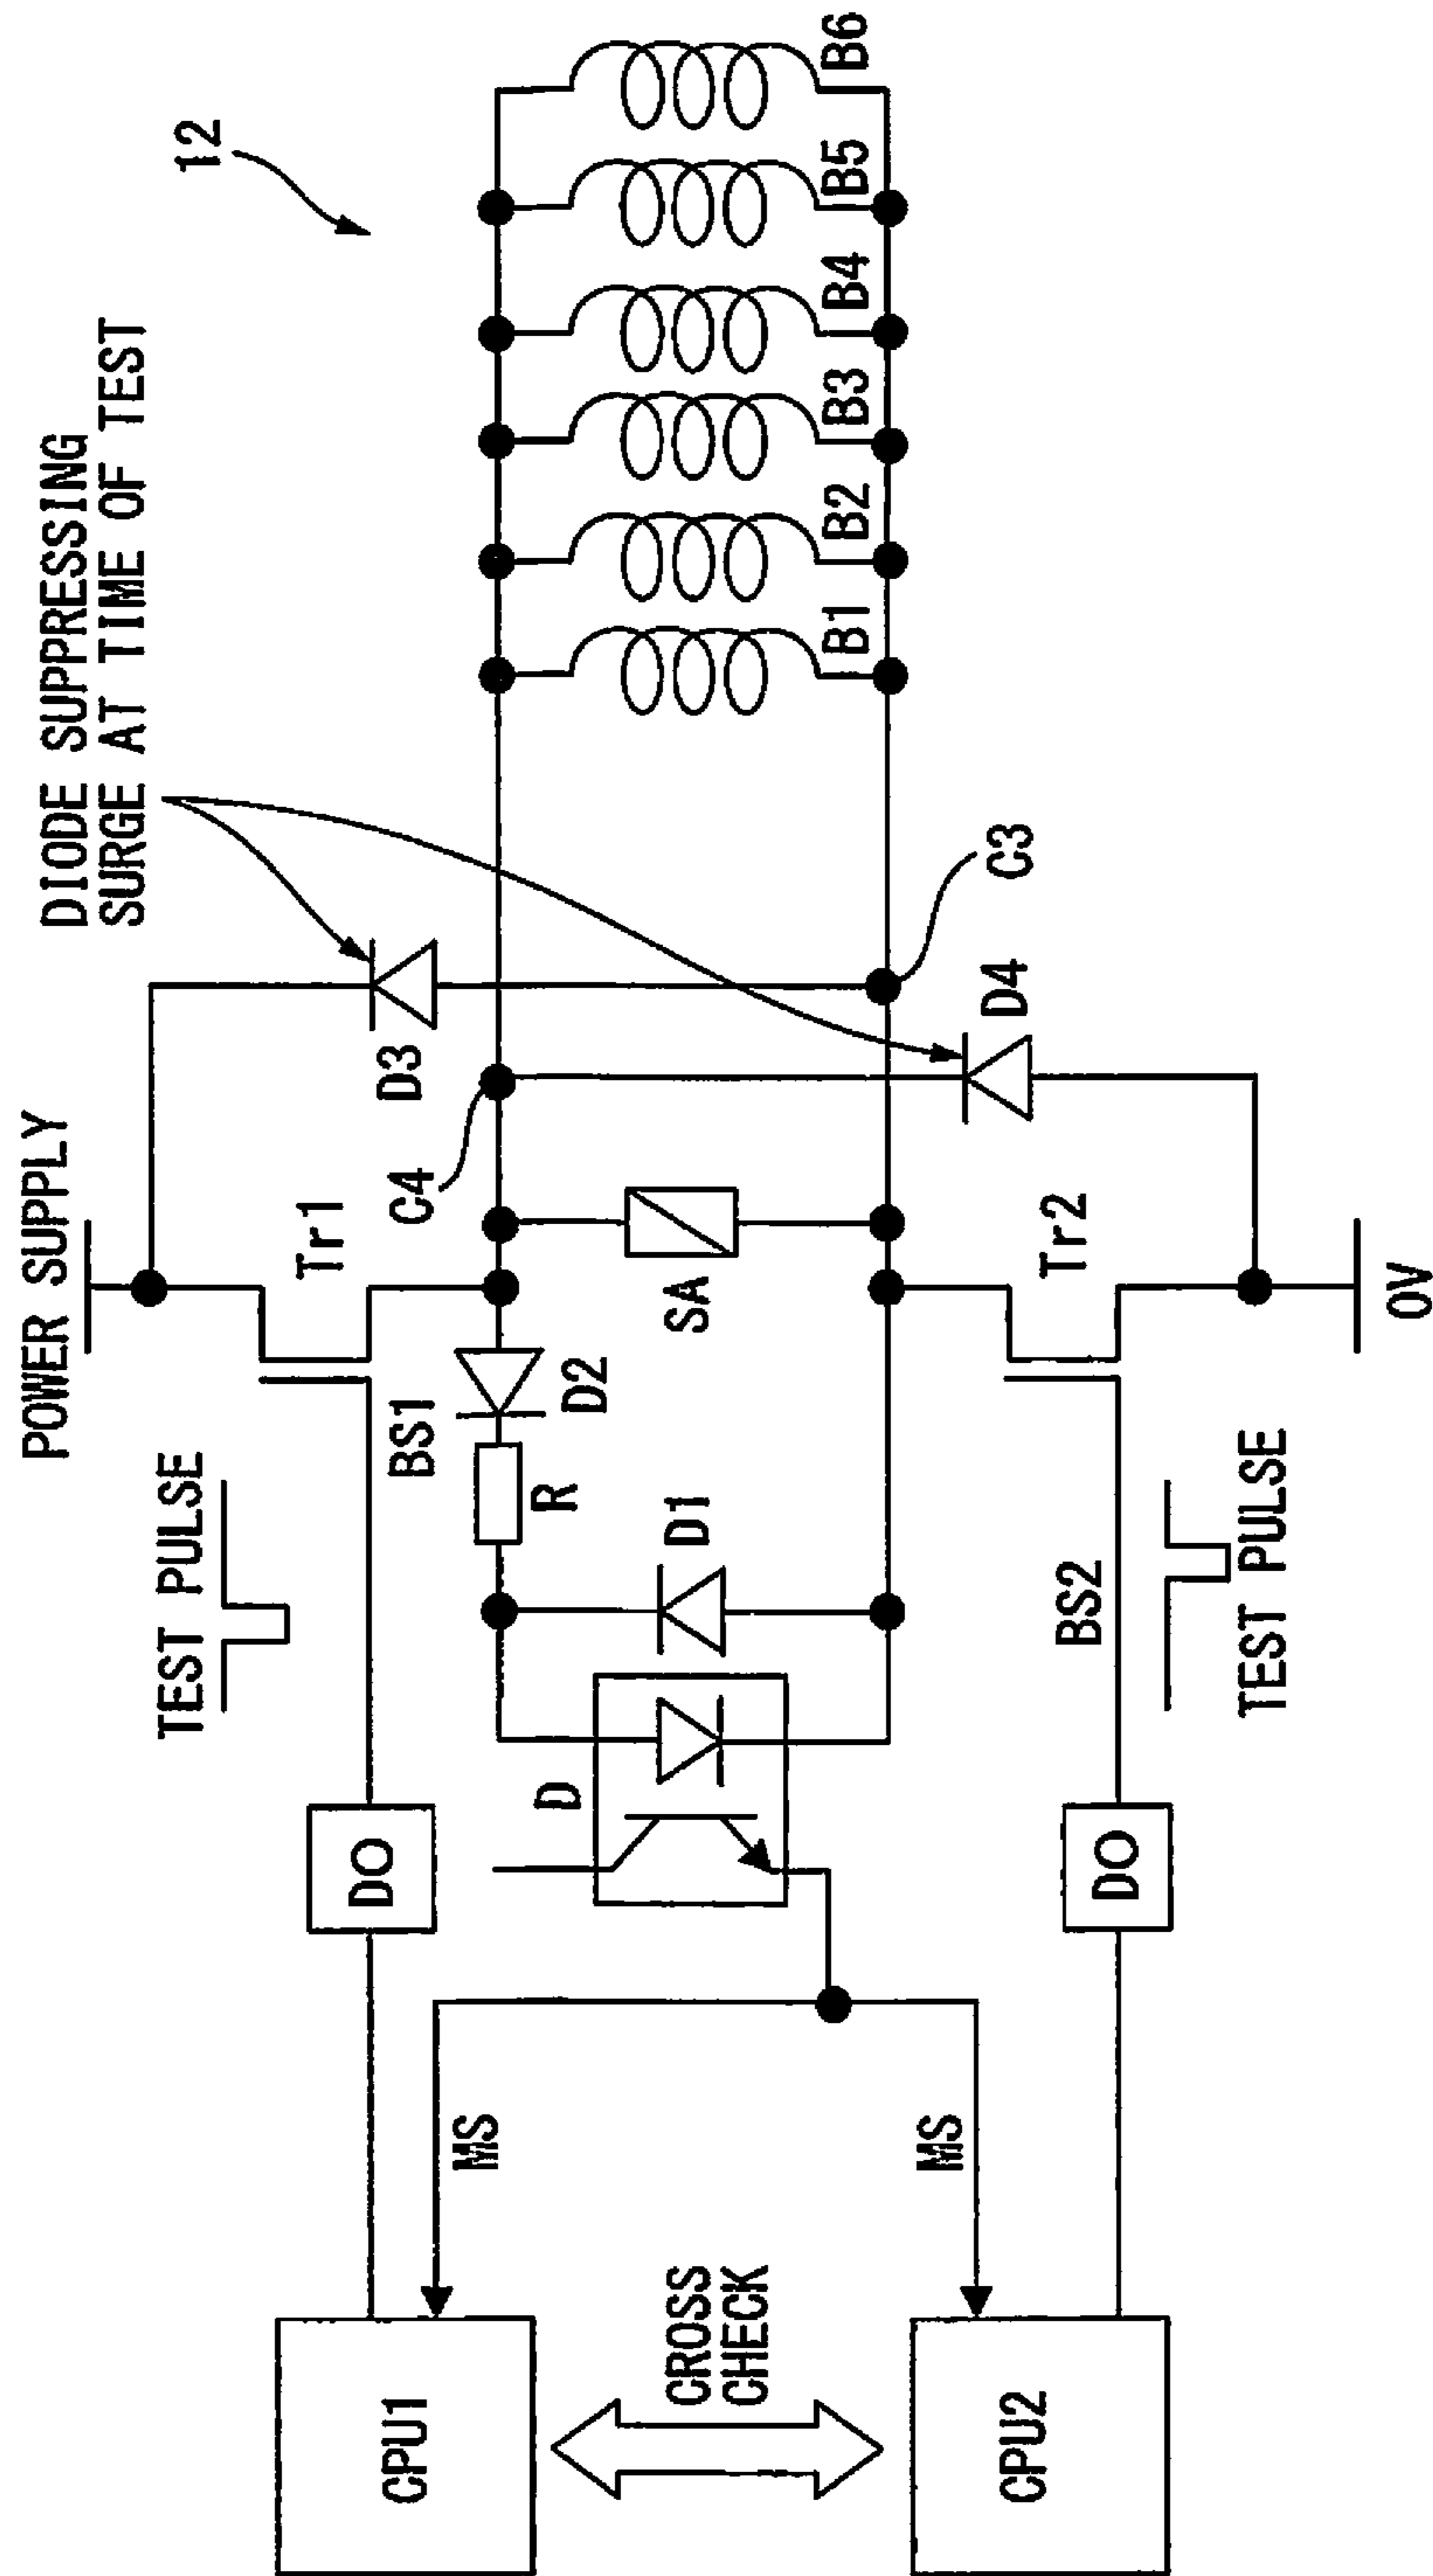 POWER SUPPLY
DIODE SUPPRESSING
SURGE AT TIME OF TEST
12
TEST PULSE
Tr1
D3
C4
BS1
DO
D2
R
SA
D
D1
B1
B2
B3
B4
B5
B6
CPU1
MS
CROSS
CHECK
MS
CPU2
C3
D4
Tr2
BS2
DO
TEST PULSE
0V